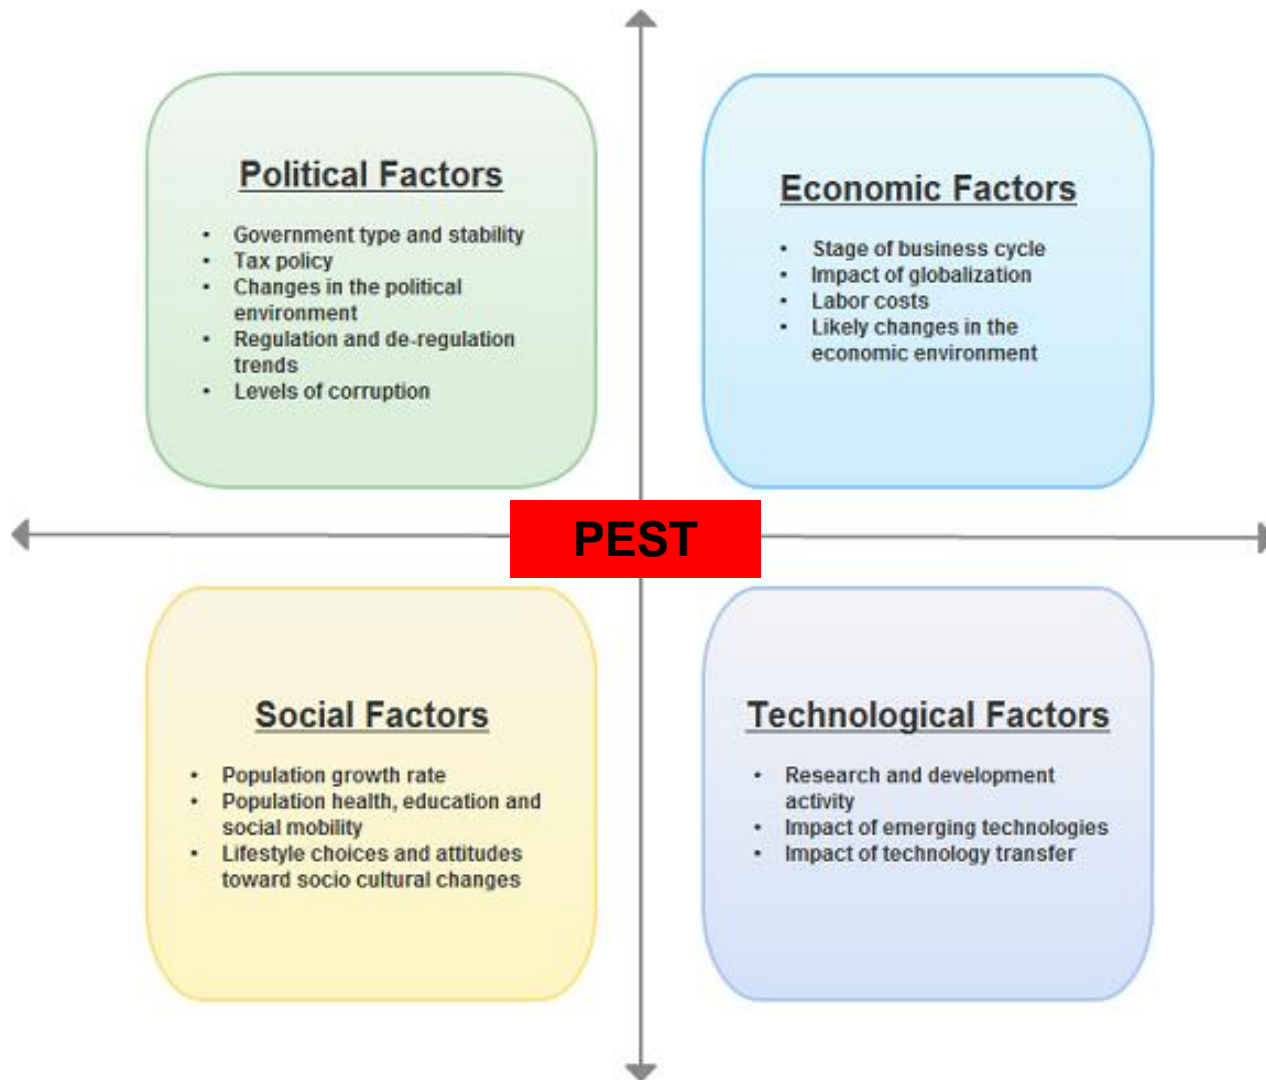 Political Factors
• Government type and stability
• Tax policy
• Changes in the political
environment
• Regulation and de-regulation
trends
• Levels of corruption
Economic Factors
• Stage of business cycle
• Impact of globalization
• Labor costs
• Likely changes in the
economic environment
PEST
Social Factors
• Population growth rate
• Population health, education and
social mobility
• Lifestyle choices and attitudes
toward socio cultural changes
Technological Factors
• Research and development
activity
• Impact of emerging technologies
• Impact of technology transfer